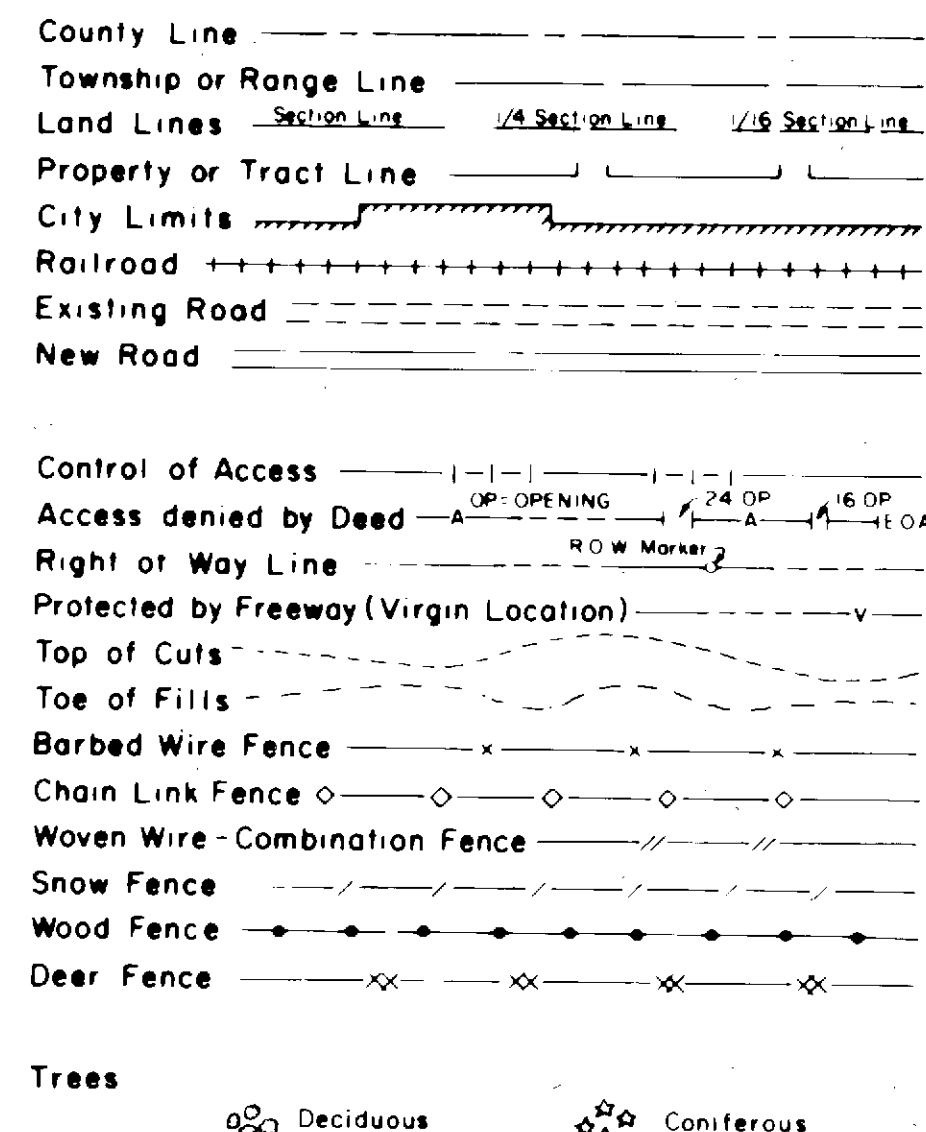 County Line
Township or Range Line
Land Lines Section Line 1/4 Section Line 1/16 Section Line
Property or Tract Line
City Limits
Railroad
Existing Road
New Road
Control of Access
OP=OPENING 24 OP 16 OP
Access denied by Deed A A E O A
R O W Marker
Right of Way Line
Protected by Freeway (Virgin Location) V
Top of Cuts
Toe of Fills
Barbed Wire Fence
Chain Link Fence
Woven Wire - Combination Fence
Snow Fence
Wood Fence
Deer Fence
Trees
Deciduous Coniferous